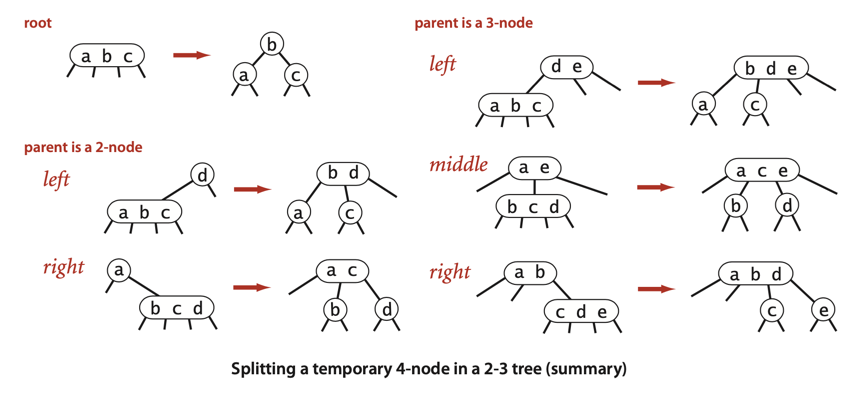 root
a b c
b
a
c
parent is a 2-node
left
d
a b c
b d
a
c
right
a
b c d
a c
b
d
parent is a 3-node
left
d e
a b c
b d e
a
c
middle
a e
b c d
a c e
b
d
right
a b
c d e
a b d
c
e
Splitting a temporary 4-node in a 2-3 tree (summary)